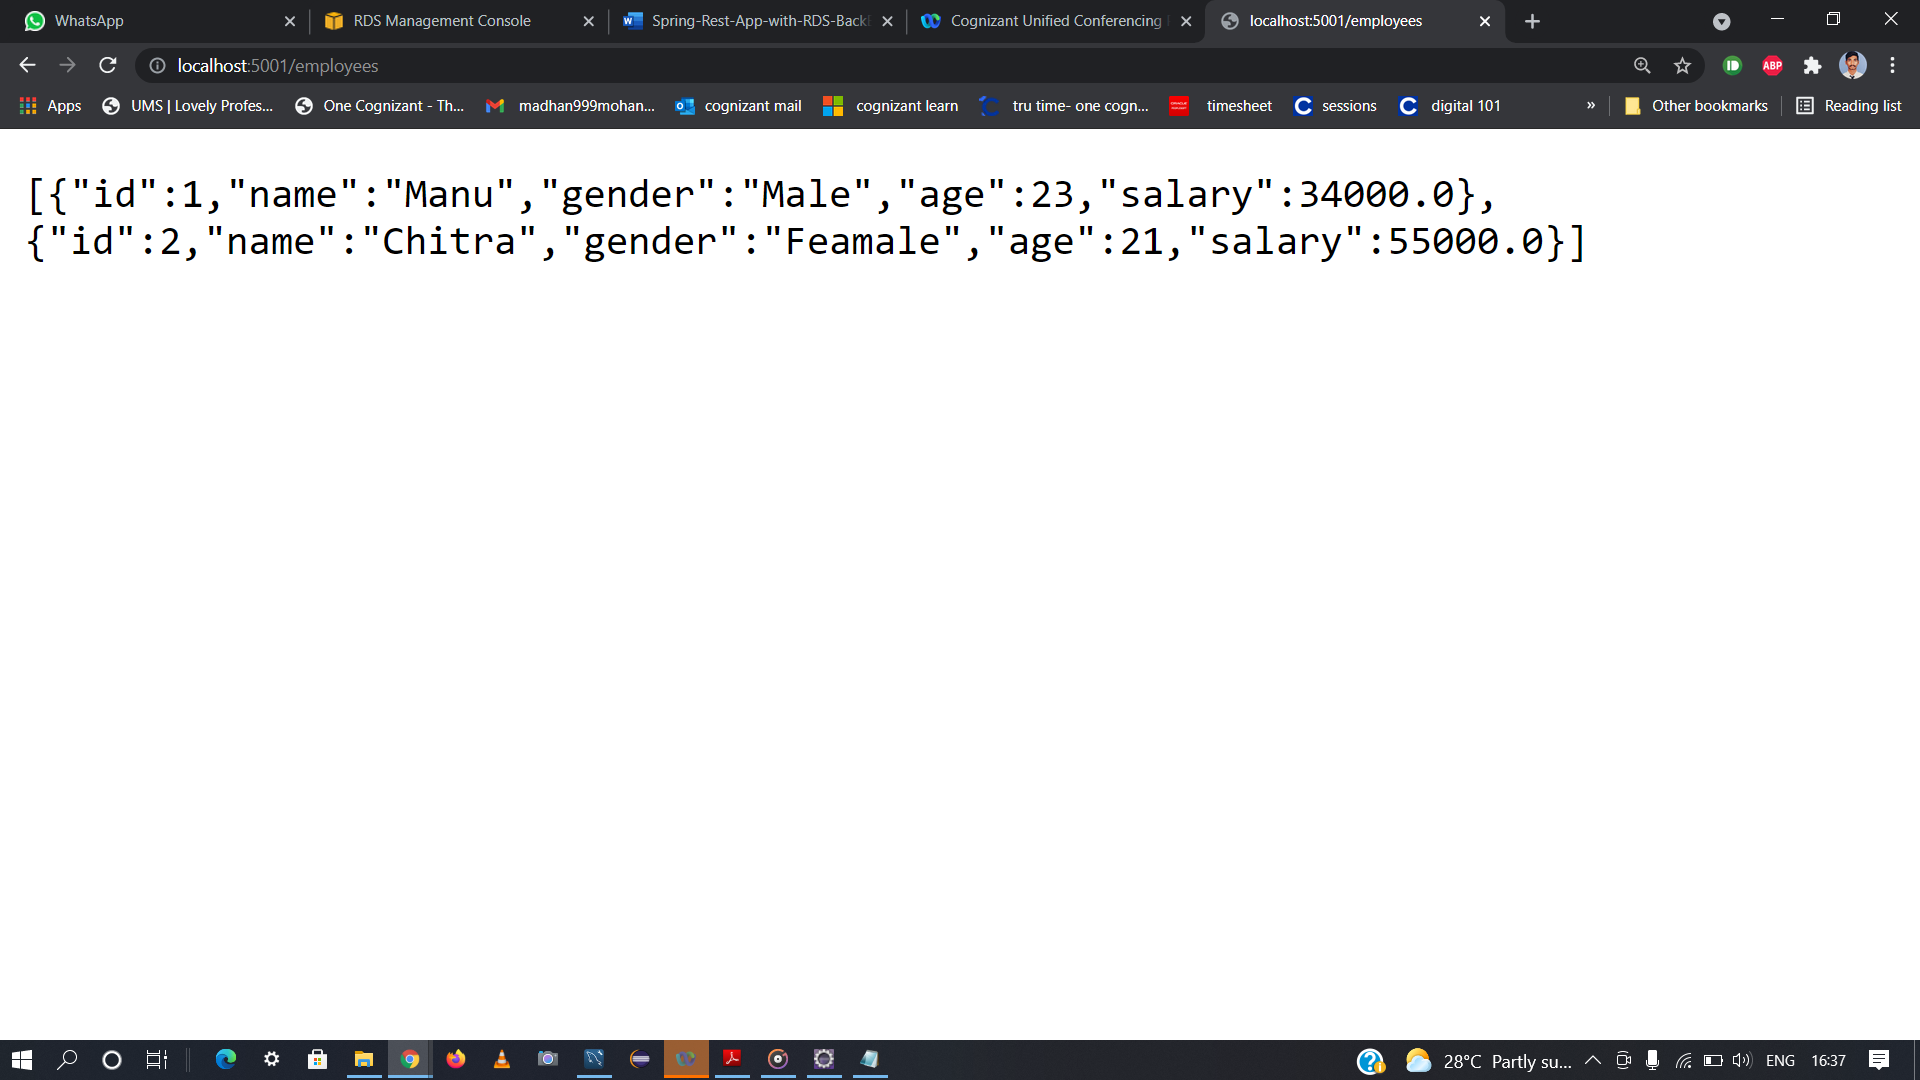 WhatsApp
RDS Management Console
Spring-Rest-App-with-RDS-Back
Cognizant Unified Conferencing
localhost:5001/employees
localhost:5001/employees
Apps
UMS | Lovely Profes...
One Cognizant - Th...
madhan999mohan...
cognizant mail
cognizant learn
tru time- one cogn...
timesheet
sessions
digital 101
»
Other bookmarks
Reading list
ABP
[{"id":1,"name":"Manu","gender":"Male","age":23,"salary":34000.0},
{"id":2,"name":"Chitra","gender":"Feamale","age":21,"salary":55000.0}]
28°C Partly su...
ENG
16:37